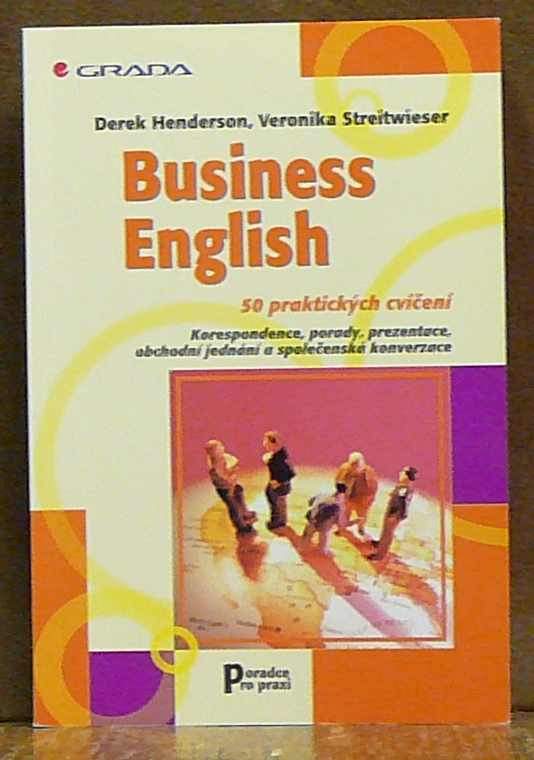 GRADA
Derek Henderson, Veronika Streitwieser
Business
English
50 praktických cvičení
Korespondence, porady, prezentace,
obchodní jednání a společenská konverzace
Poradce
Pro praxi